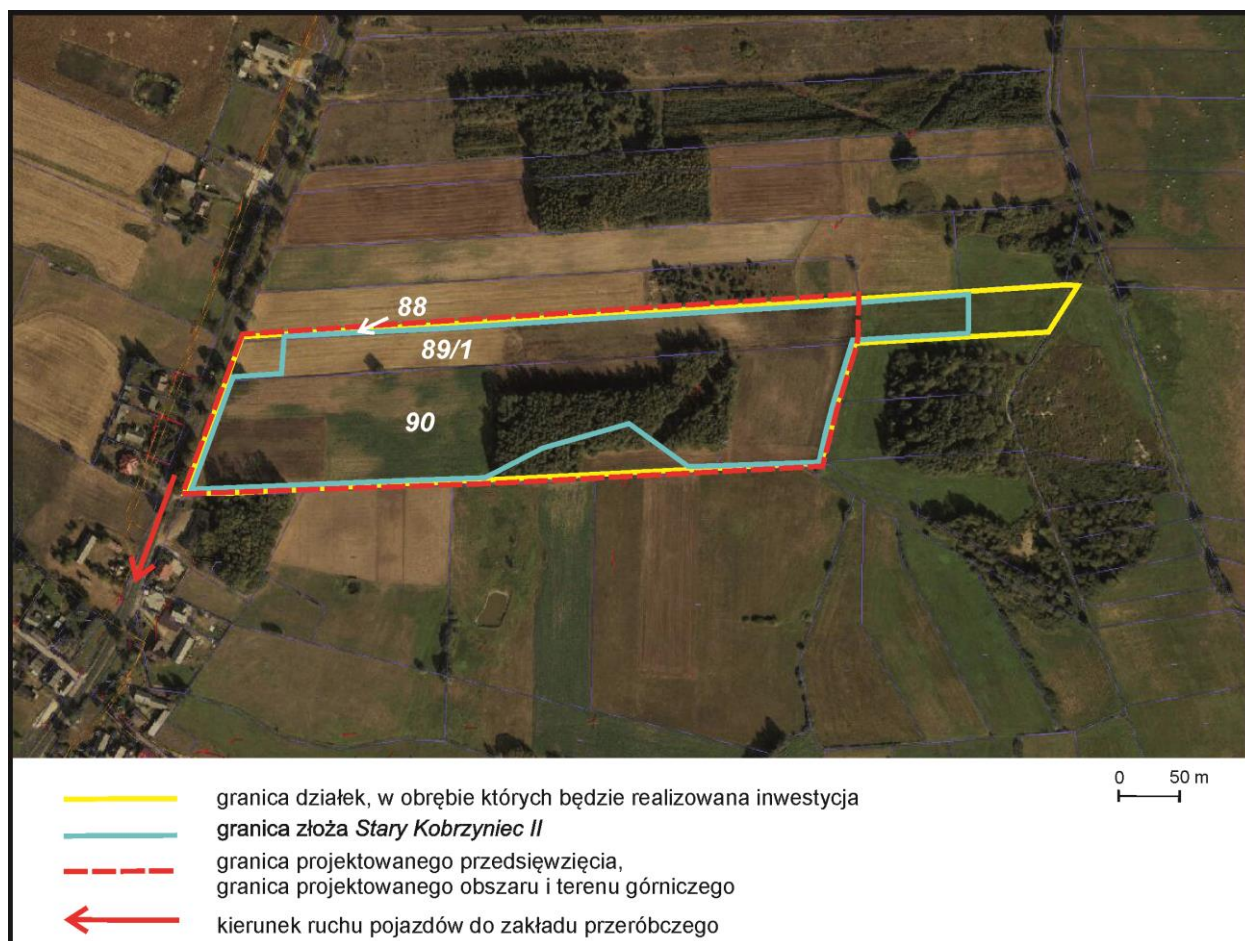 88
89/1
90
0 50 m
granica działek, w obrębie których będzie realizowana inwestycja
granica złoża Stary Kobrzyniec II
granica projektowanego przedsięwzięcia,
granica projektowanego obszaru i terenu górniczego
kierunek ruchu pojazdów do zakładu przeróbczego